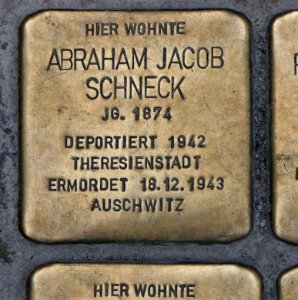 HIER WOHNTE
ABRAHAM JACOB
SCHNECK
JG. 1874
DEPORTIERT 1942
THERESIENSTADT
ERMORDET 18.12.1943
AUSCHWITZ
HIER WOHNTE